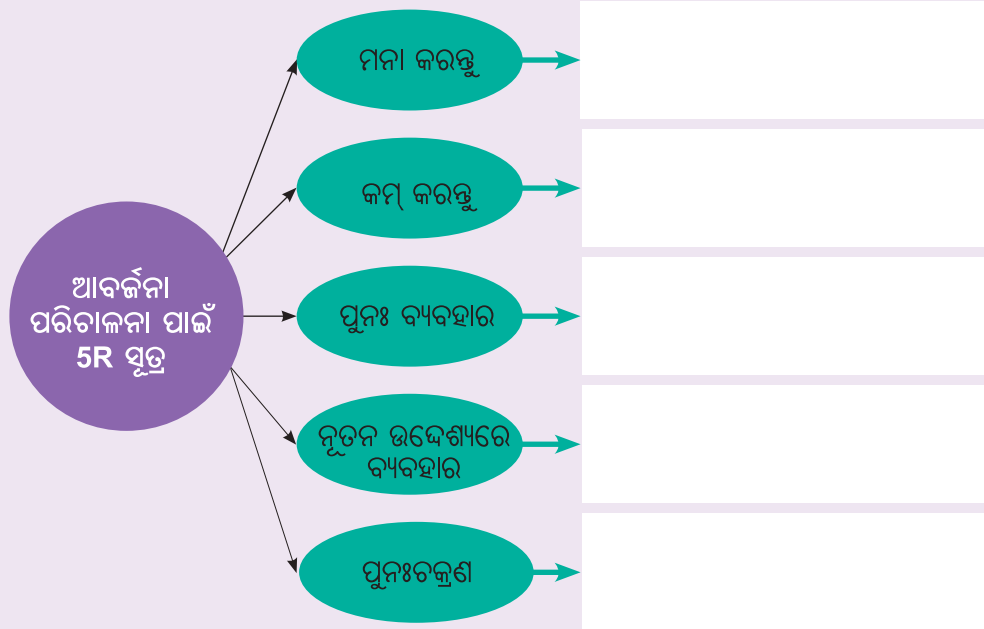 ମନା କରନ୍ତୁ
କମ୍ କରନ୍ତୁ
ଆବର୍ଜନା
ପରିଚାଳନା ପାଇଁ
5R ସୂତ୍ର
ପୁନଃ ବ୍ୟବହାର
ନୂତନ ଉଦ୍ଦେଶ୍ୟରେ
ବ୍ୟବହାର
ପୁନଃଚକ୍ରଣ